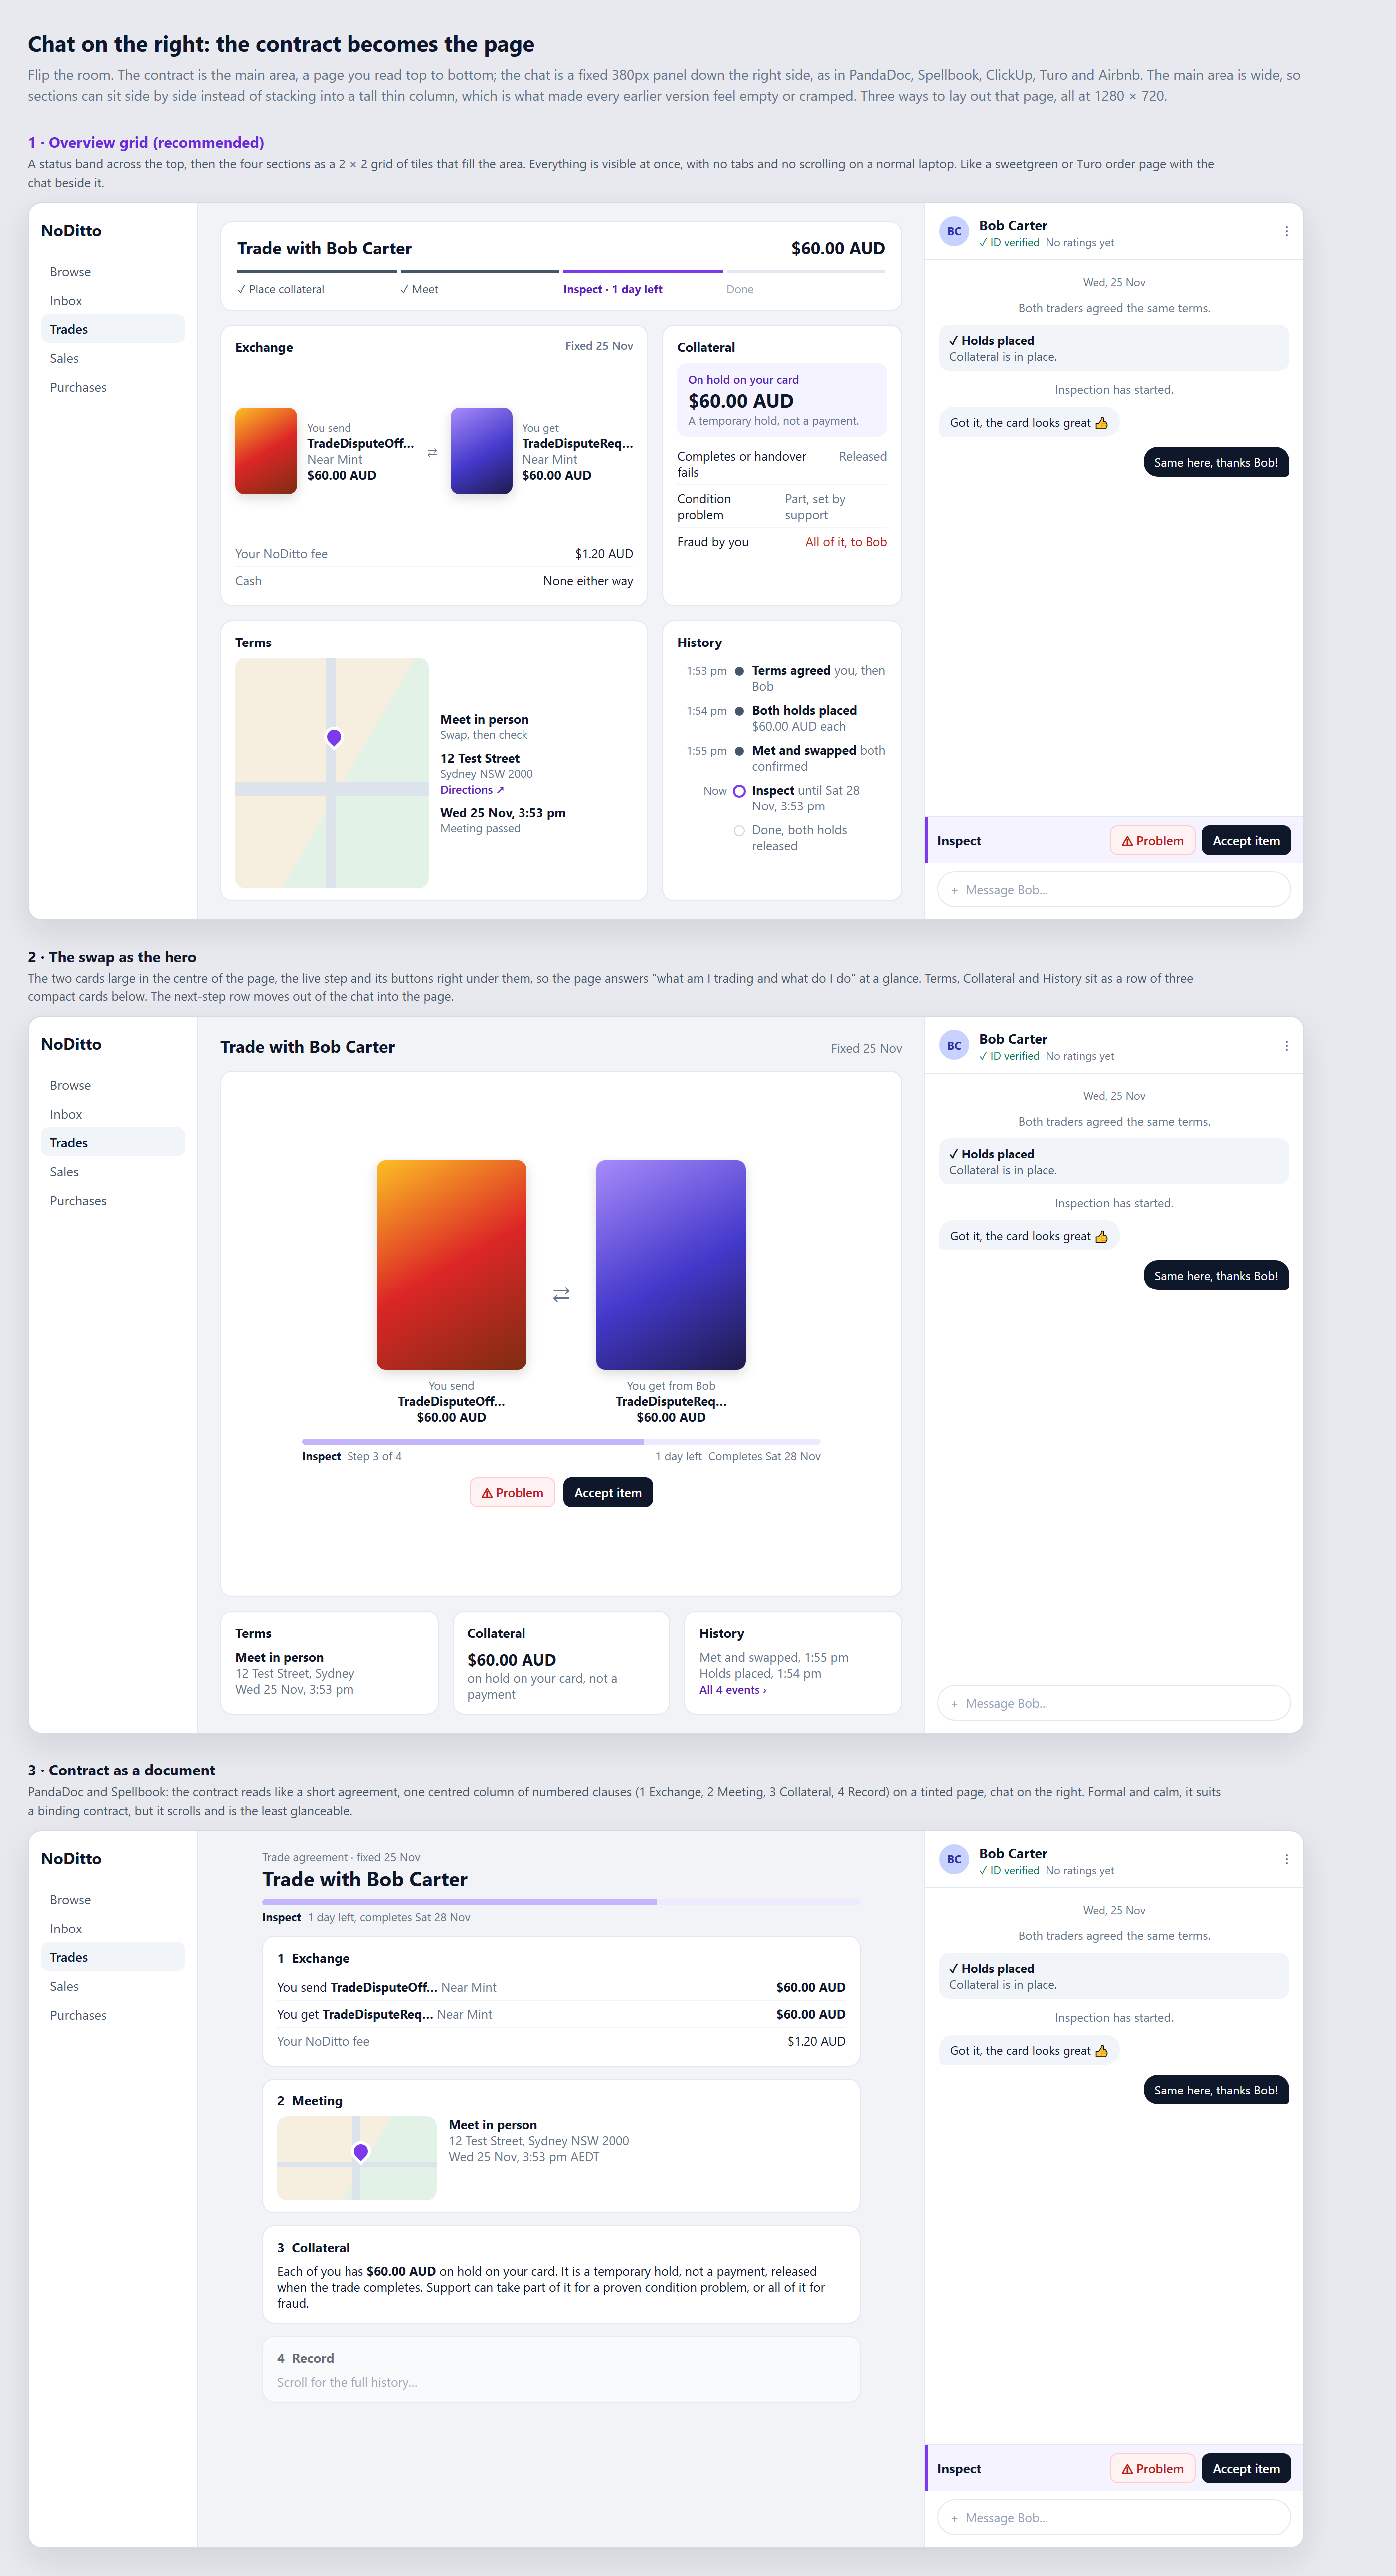 Chat on the right: the contract becomes the page
Flip the room. The contract is the main area, a page you read top to bottom; the chat is a fixed 380px panel down the right side, as in PandaDoc, Spellbook, ClickUp, Turo and Airbnb. The main area is wide, so
sections can sit side by side instead of stacking into a tall thin column, which is what made every earlier version feel empty or cramped. Three ways to lay out that page, all at 1280 × 720.
1 · Overview grid (recommended)
A status band across the top, then the four sections as a 2 × 2 grid of tiles that fill the area. Everything is visible at once, with no tabs and no scrolling on a normal laptop. Like a sweetgreen or Turo order page with the
chat beside it.
NoDitto
Browse
Inbox
Trades
Sales
Purchases
Trade with Bob Carter
$60.00 AUD
✓ Place collateral
✓ Meet
Inspect · 1 day left
Done
Exchange
Fixed 25 Nov
You send
TradeDisputeOff...
Near Mint
$60.00 AUD
⇄
You get
TradeDisputeReq...
Near Mint
$60.00 AUD
Your NoDitto fee
$1.20 AUD
Cash
None either way
Collateral
On hold on your card
$60.00 AUD
A temporary hold, not a payment.
Completes or handover
fails
Released
Condition
problem
Part, set by
support
Fraud by you
All of it, to Bob
Terms
Meet in person
Swap, then check
12 Test Street
Sydney NSW 2000
Directions ↗
Wed 25 Nov, 3:53 pm
Meeting passed
History
1:53 pm
Terms agreed you, then
Bob
1:54 pm
Both holds placed
$60.00 AUD each
1:55 pm
Met and swapped both
confirmed
Now
Inspect until Sat 28
Nov, 3:53 pm
Done, both holds
released
BC
Bob Carter
✓ ID verified No ratings yet
⋮
Wed, 25 Nov
Both traders agreed the same terms.
✓ Holds placed
Collateral is in place.
Inspection has started.
Got it, the card looks great 👍
Same here, thanks Bob!
Inspect
⚠ Problem
Accept item
+ Message Bob...
2 · The swap as the hero
The two cards large in the centre of the page, the live step and its buttons right under them, so the page answers "what am I trading and what do I do" at a glance. Terms, Collateral and History sit as a row of three
compact cards below. The next-step row moves out of the chat into the page.
NoDitto
Browse
Inbox
Trades
Sales
Purchases
Trade with Bob Carter
Fixed 25 Nov
⇄
You send
TradeDisputeOff...
$60.00 AUD
You get from Bob
TradeDisputeReq...
$60.00 AUD
Inspect Step 3 of 4
1 day left Completes Sat 28 Nov
⚠ Problem
Accept item
Terms
Meet in person
12 Test Street, Sydney
Wed 25 Nov, 3:53 pm
Collateral
$60.00 AUD
on hold on your card, not a
payment
History
Met and swapped, 1:55 pm
Holds placed, 1:54 pm
All 4 events ›
BC
Bob Carter
✓ ID verified No ratings yet
⋮
Wed, 25 Nov
Both traders agreed the same terms.
✓ Holds placed
Collateral is in place.
Inspection has started.
Got it, the card looks great 👍
Same here, thanks Bob!
+ Message Bob...
3 · Contract as a document
PandaDoc and Spellbook: the contract reads like a short agreement, one centred column of numbered clauses (1 Exchange, 2 Meeting, 3 Collateral, 4 Record) on a tinted page, chat on the right. Formal and calm, it suits
a binding contract, but it scrolls and is the least glanceable.
NoDitto
Browse
Inbox
Trades
Sales
Purchases
Trade agreement · fixed 25 Nov
Trade with Bob Carter
Inspect 1 day left, completes Sat 28 Nov
1 Exchange
You send TradeDisputeOff... Near Mint
$60.00 AUD
You get TradeDisputeReq... Near Mint
$60.00 AUD
Your NoDitto fee
$1.20 AUD
2 Meeting
Meet in person
12 Test Street, Sydney NSW 2000
Wed 25 Nov, 3:53 pm AEDT
3 Collateral
Each of you has $60.00 AUD on hold on your card. It is a temporary hold, not a payment, released
when the trade completes. Support can take part of it for a proven condition problem, or all of it for
fraud.
4 Record
Scroll for the full history...
BC
Bob Carter
✓ ID verified No ratings yet
⋮
Wed, 25 Nov
Both traders agreed the same terms.
✓ Holds placed
Collateral is in place.
Inspection has started.
Got it, the card looks great 👍
Same here, thanks Bob!
Inspect
⚠ Problem
Accept item
+ Message Bob...